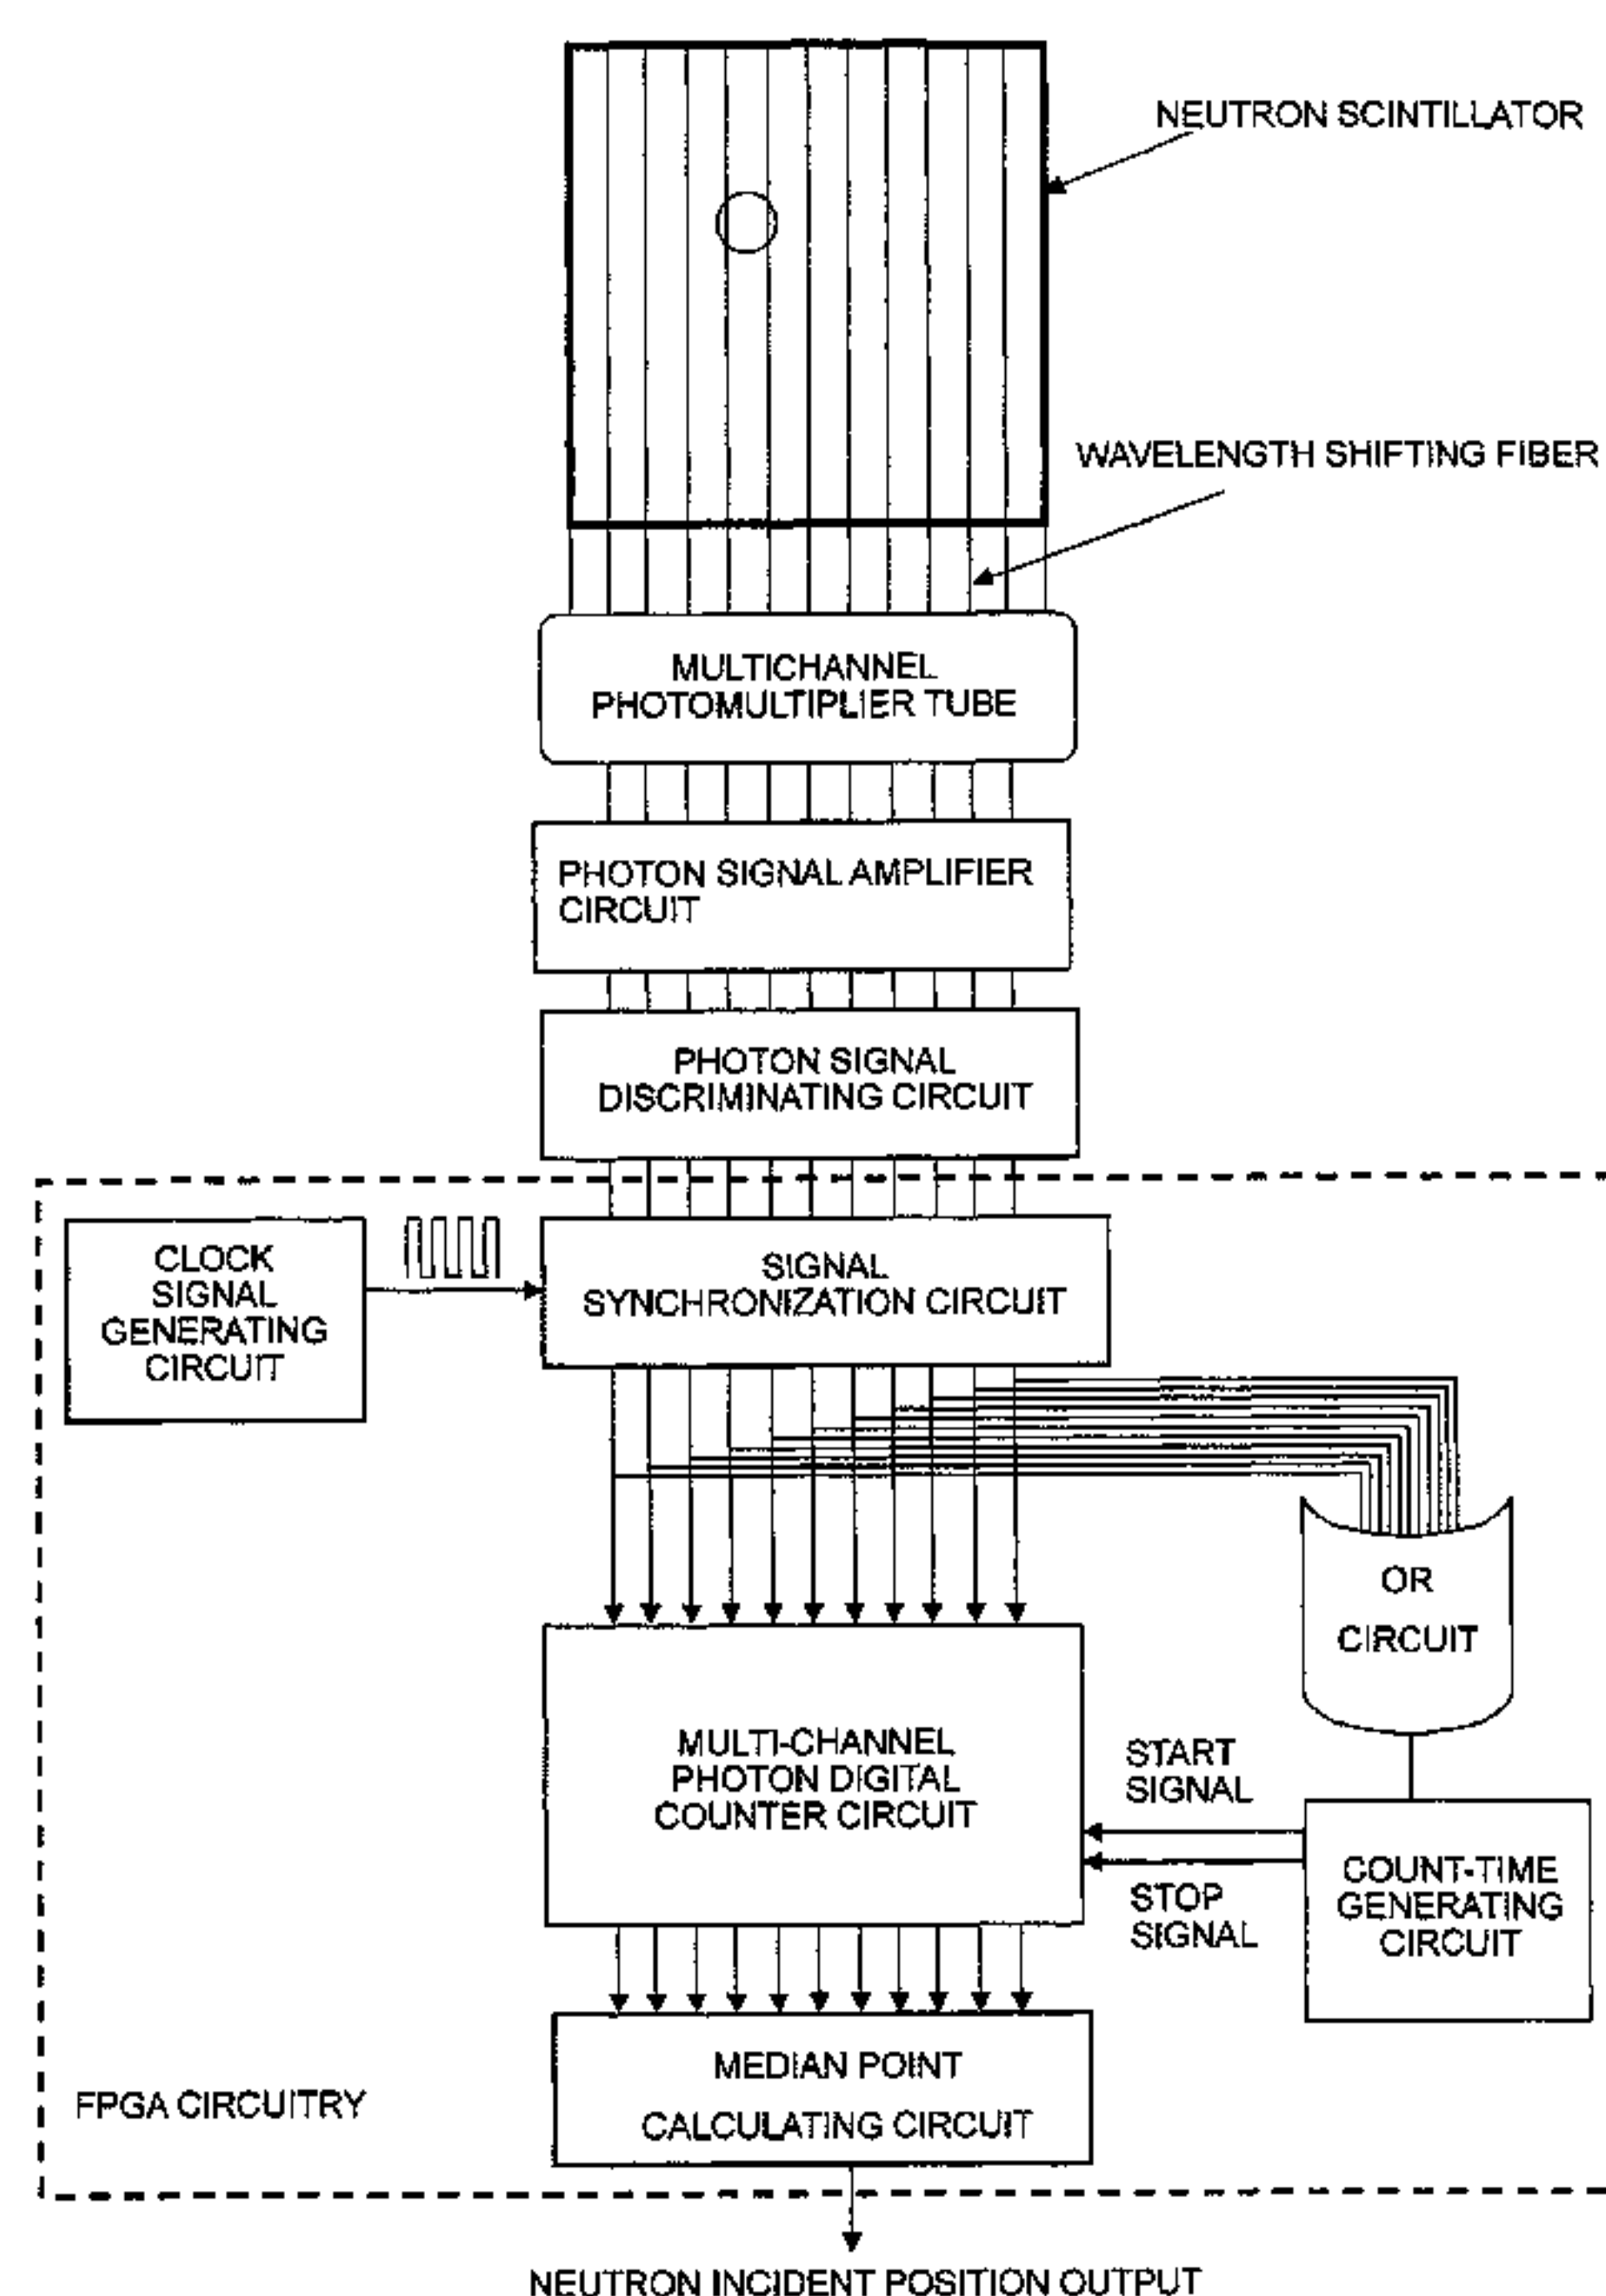 NEUTRON SCINTILLATOR
WAVELENGTH SHIFTING FIBER
MULTICHANNEL
PHOTOMULTIPLIER TUBE
PHOTON SIGNAL AMPLIFIER
CIRCUIT
PHOTON SIGNAL
DISCRIMINATING CIRCUIT
CLOCK
SIGNAL
GENERATING
CIRCUIT
SIGNAL
SYNCHRONIZATION CIRCUIT
OR
CIRCUIT
MULTI-CHANNEL
PHOTON DIGITAL
COUNTER CIRCUIT
START
SIGNAL
STOP
SIGNAL
COUNT-TIME
GENERATING
CIRCUIT
MEDIAN POINT
CALCULATING CIRCUIT
FPGA CIRCUITRY
NEUTRON INCIDENT POSITION OUTPUT